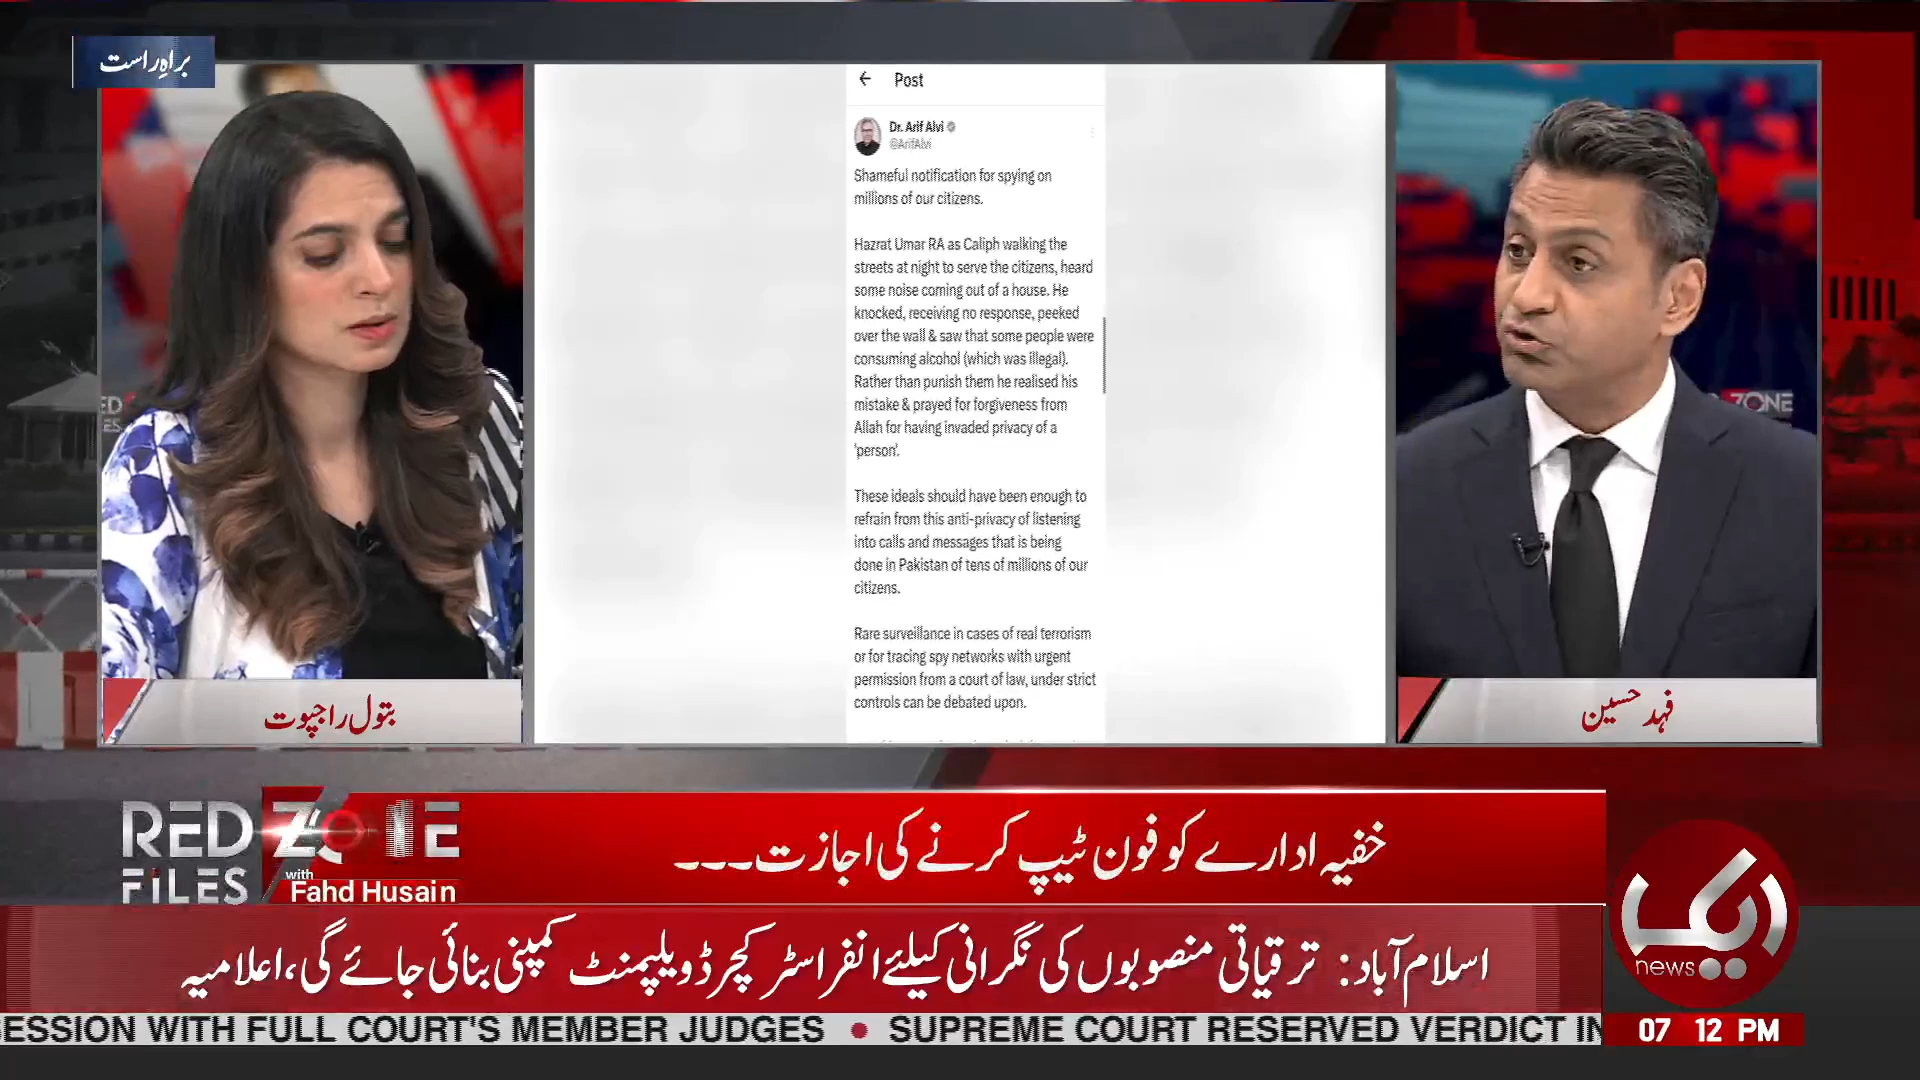 براہِ راست
Post
Dr. Arif Alvi
@ArifAlvi
Shameful notification for spying on
millions of our citizens.
Hazrat Umar RA as Caliph walking the
streets at night to serve the citizens, heard
some noise coming out of a house. He
knocked, receiving no response, peeked
over the wall & saw that some people were
consuming alcohol (which was illegal).
Rather than punish them he realised his
mistake & prayed for forgiveness from
Allah for having invaded privacy of a
'person'.
These ideals should have been enough to
refrain from this anti-privacy of listening
into calls and messages that is being
done in Pakistan of tens of millions of our
citizens.
Rare surveillance in cases of real terrorism
or for tracing spy networks with urgent
permission from a court of law, under strict
controls can be debated upon.
ZONE
بتول راجپوت
فہد حسین
RED ZONE
FILES with
Fahd Husain
خفیہ ادارے کو فون ٹیپ کرنے کی اجازت۔۔۔
اسلام آباد: ترقیاتی منصوبوں کی نگرانی کیلئے انفراسٹرکچر ڈویلپمنٹ کمپنی بنائی جائے گی، اعلامیہ
ایک
news
ESSION WITH FULL COURT'S MEMBER JUDGES • SUPREME COURT RESERVED VERDICT IN
07 12 PM